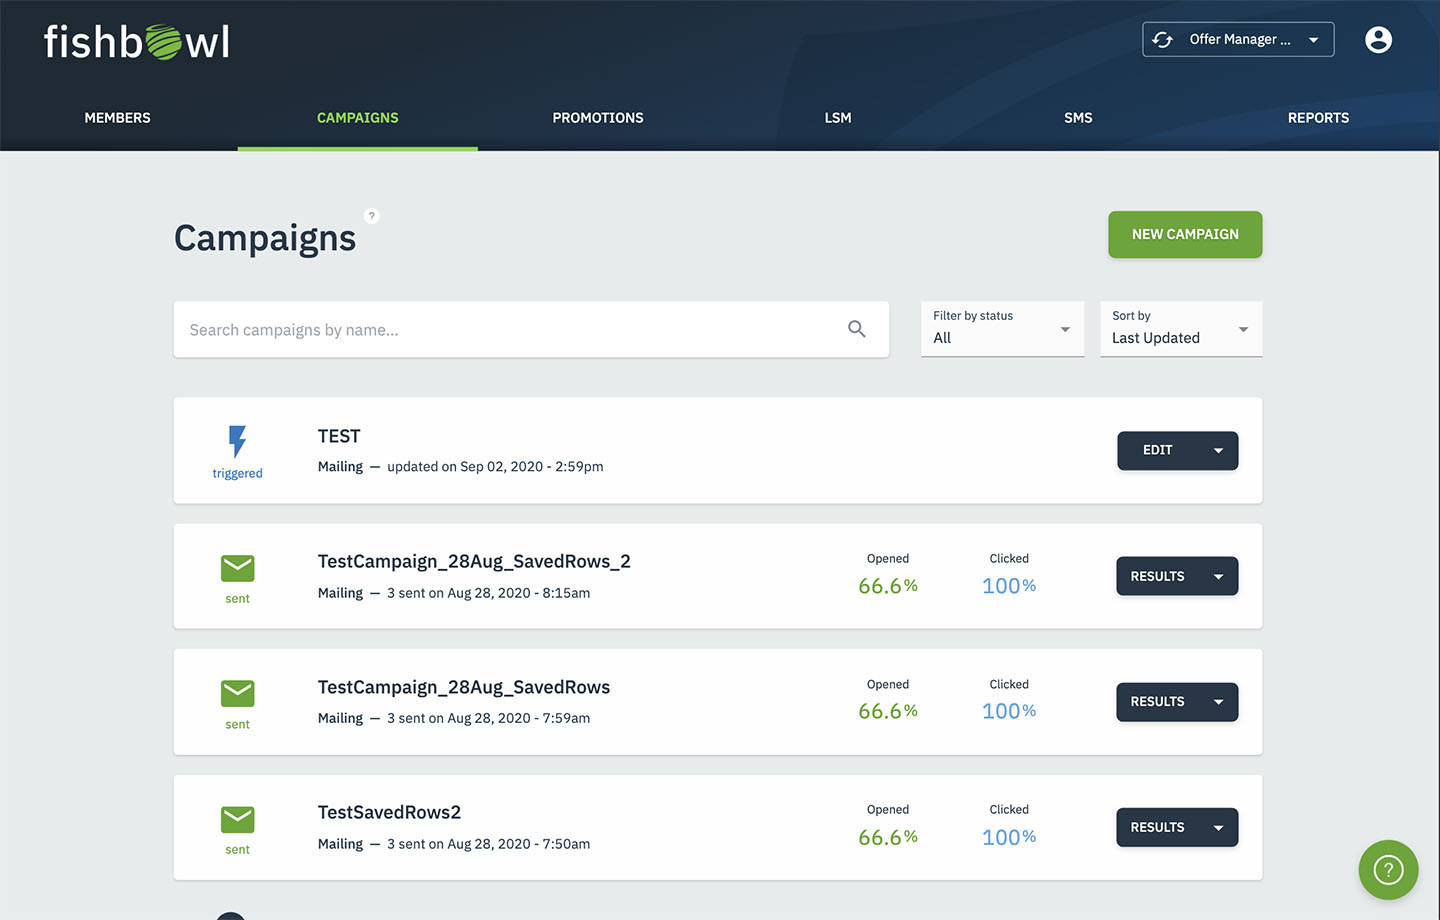 fishbowl
Offer Manager ...
MEMBERS
CAMPAIGNS
PROMOTIONS
LSM
SMS
REPORTS
Campaigns
?
NEW CAMPAIGN
Search campaigns by name...
Filter by status
All
Sort by
Last Updated
triggered
TEST
Mailing — updated on Sep 02, 2020 - 2:59pm
EDIT
sent
TestCampaign_28Aug_SavedRows_2
Mailing — 3 sent on Aug 28, 2020 - 8:15am
Opened
66.6%
Clicked
100%
RESULTS
sent
TestCampaign_28Aug_SavedRows
Mailing — 3 sent on Aug 28, 2020 - 7:59am
Opened
66.6%
Clicked
100%
RESULTS
sent
TestSavedRows2
Mailing — 3 sent on Aug 28, 2020 - 7:50am
Opened
66.6%
Clicked
100%
RESULTS
?